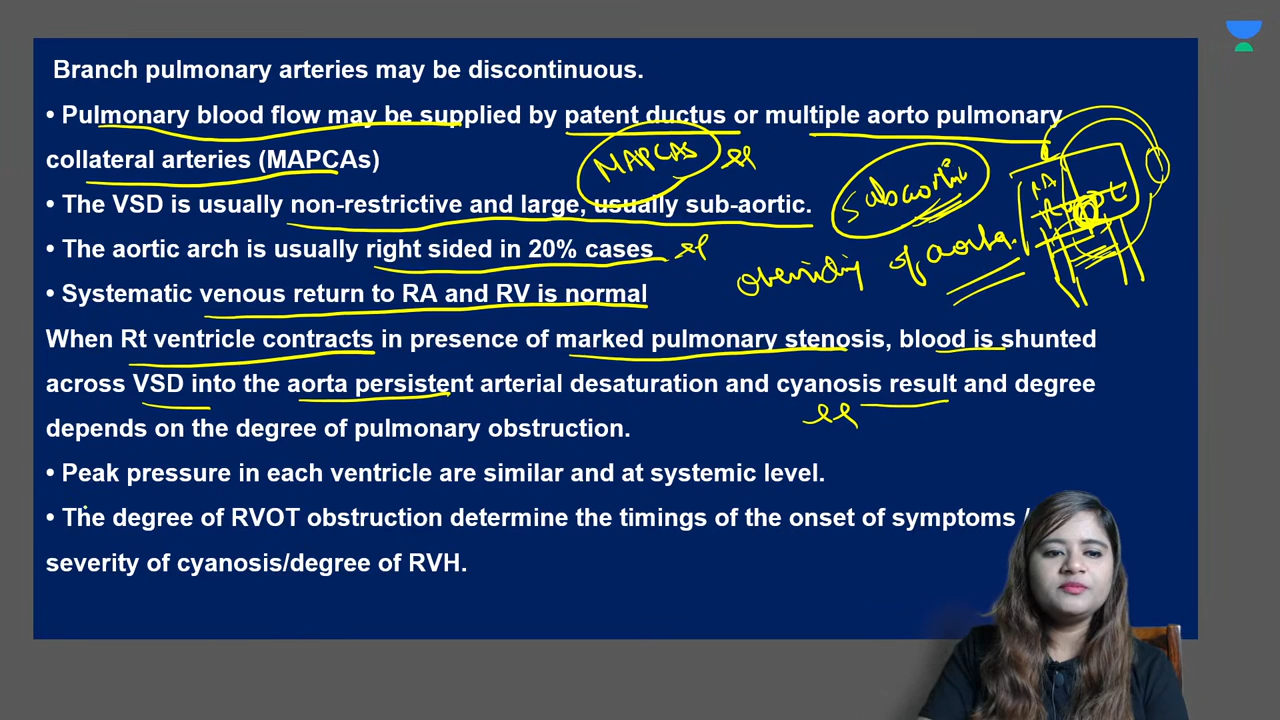 Branch pulmonary arteries may be discontinuous.
• Pulmonary blood flow may be supplied by patent ductus or multiple aorto pulmonary
collateral arteries (MAPCAs)
MAPCAs
subaortic
• The VSD is usually non-restrictive and large, usually sub-aortic.
RA
• The aortic arch is usually right sided in 20% cases
overriding of aorta.
• Systematic venous return to RA and RV is normal
When Rt ventricle contracts in presence of marked pulmonary stenosis, blood is shunted
across VSD into the aorta persistent arterial desaturation and cyanosis result and degree
depends on the degree of pulmonary obstruction.
• Peak pressure in each ventricle are similar and at systemic level.
• The degree of RVOT obstruction determine the timings of the onset of symptoms /
severity of cyanosis/degree of RVH.